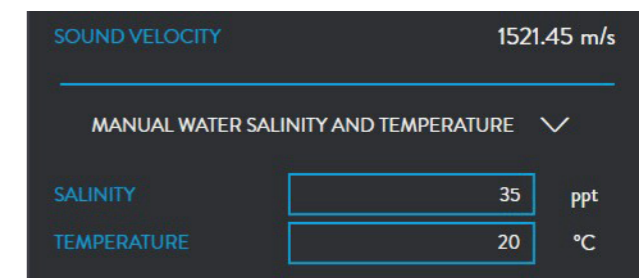 SOUND VELOCITY 1521.45 m/s
MANUAL WATER SALINITY AND TEMPERATURE
SALINITY 35 ppt
TEMPERATURE 20 °C